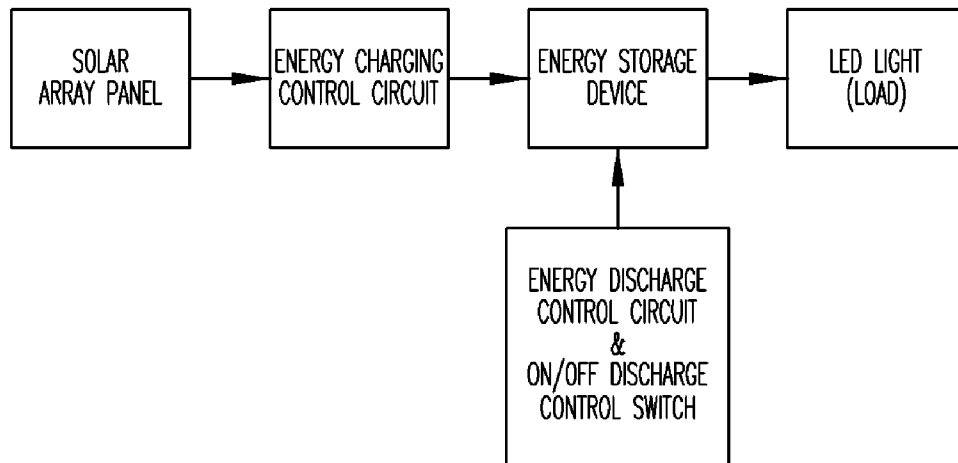 SOLAR
ARRAY PANEL
ENERGY CHARGING
CONTROL CIRCUIT
ENERGY STORAGE
DEVICE
LED LIGHT
(LOAD)
ENERGY DISCHARGE
CONTROL CIRCUIT
&
ON/OFF DISCHARGE
CONTROL SWITCH